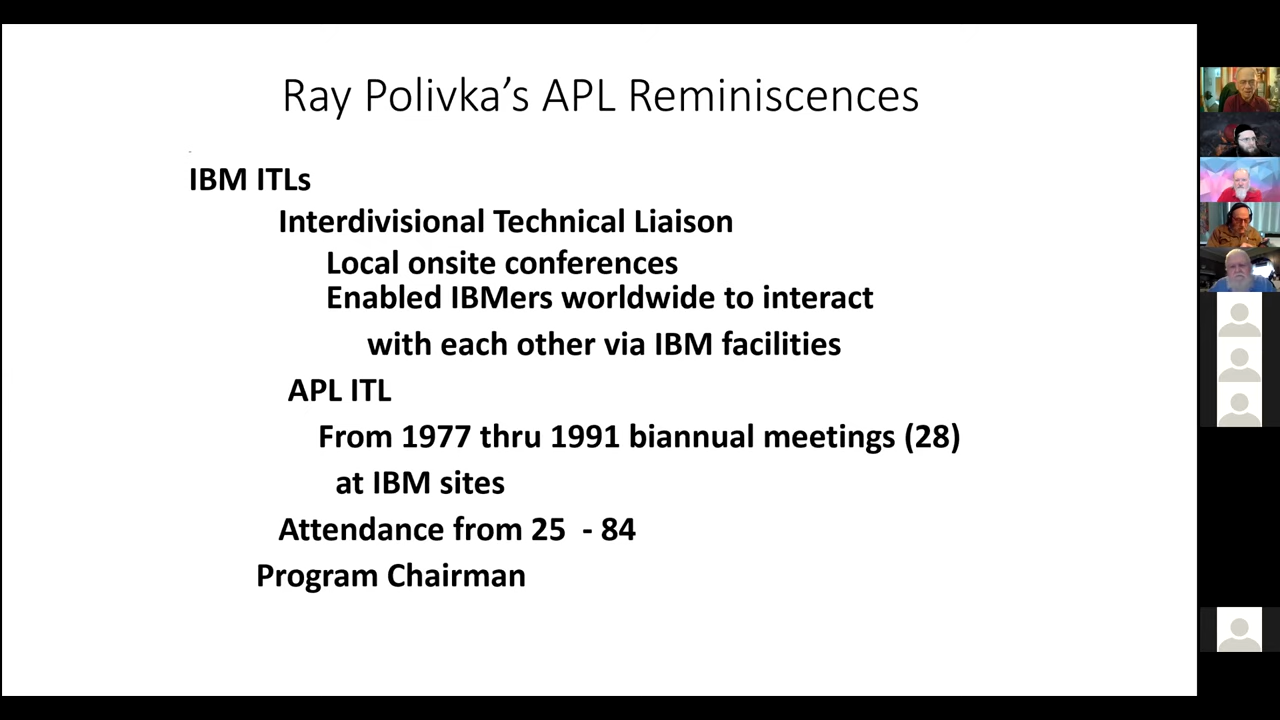 Ray Polivka’s APL Reminiscences
IBM ITLs
Interdivisional Technical Liaison
Local onsite conferences
Enabled IBMers worldwide to interact
with each other via IBM facilities
APL ITL
From 1977 thru 1991 biannual meetings (28)
at IBM sites
Attendance from 25 - 84
Program Chairman